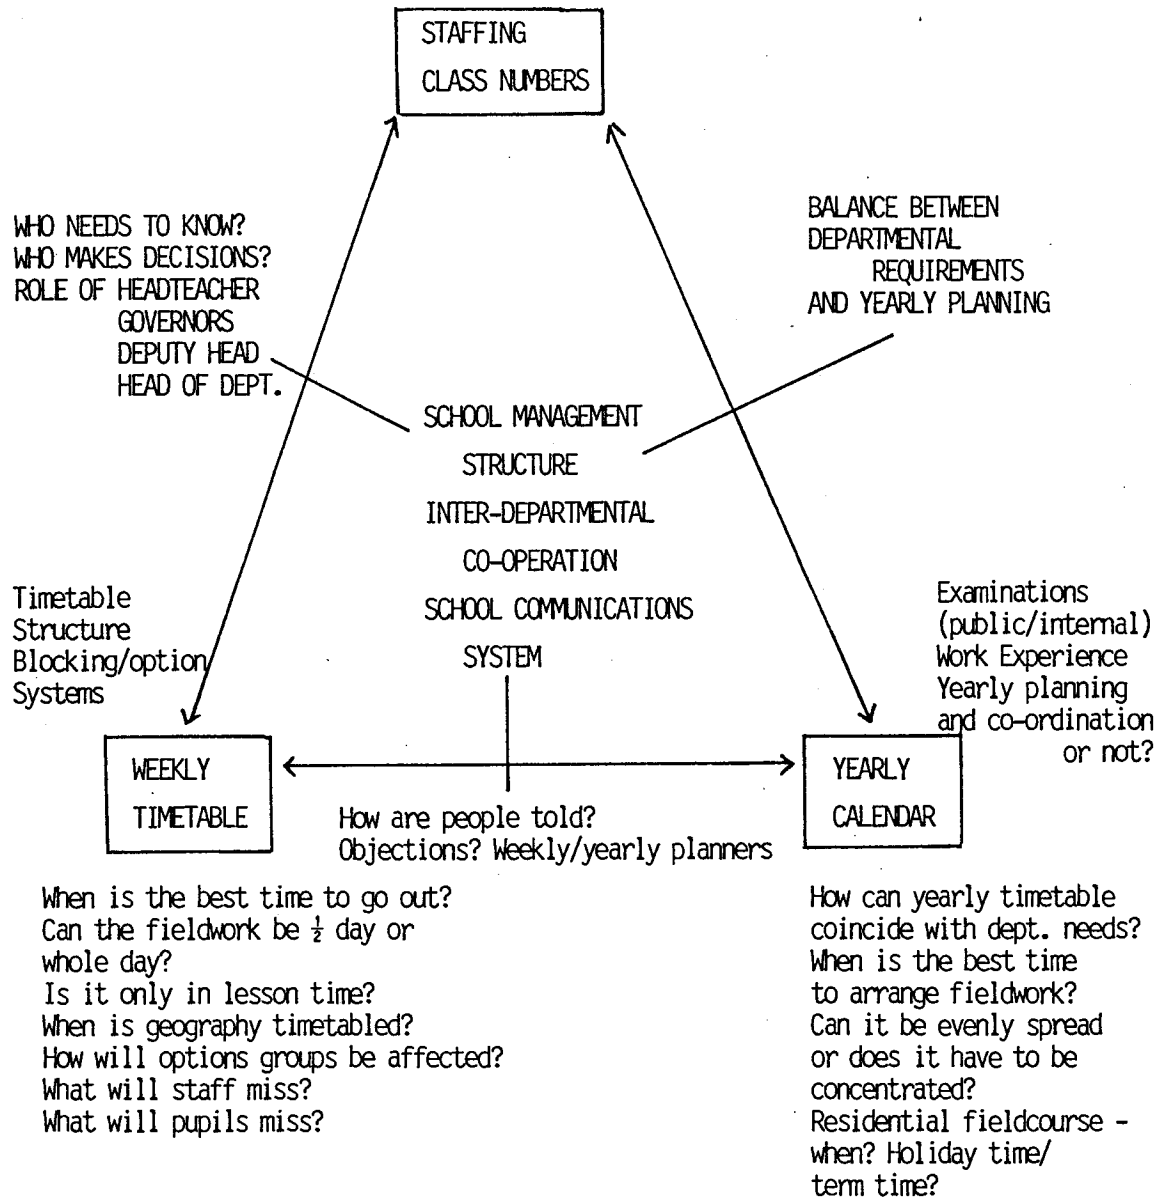 STAFFING
CLASS NUMBERS
WHO NEEDS TO KNOW?
WHO MAKES DECISIONS?
ROLE OF HEADTEACHER
GOVERNORS
DEPUTY HEAD
HEAD OF DEPT.
BALANCE BETWEEN
DEPARTMENTAL
REQUIREMENTS
AND YEARLY PLANNING
SCHOOL MANAGEMENT
STRUCTURE
INTER-DEPARTMENTAL
CO-OPERATION
SCHOOL COMMUNICATIONS
SYSTEM
Timetable
Structure
Blocking/option
Systems
Examinations
(public/internal)
Work Experience
Yearly planning
and co-ordination
or not?
WEEKLY
TIMETABLE
YEARLY
CALENDAR
How are people told?
Objections? Weekly/yearly planners
When is the best time to go out?
Can the fieldwork be ½ day or
whole day?
Is it only in lesson time?
When is geography timetabled?
How will options groups be affected?
What will staff miss?
What will pupils miss?
How can yearly timetable
coincide with dept. needs?
When is the best time
to arrange fieldwork?
Can it be evenly spread
or does it have to be
concentrated?
Residential fieldcourse -
when? Holiday time/
term time?